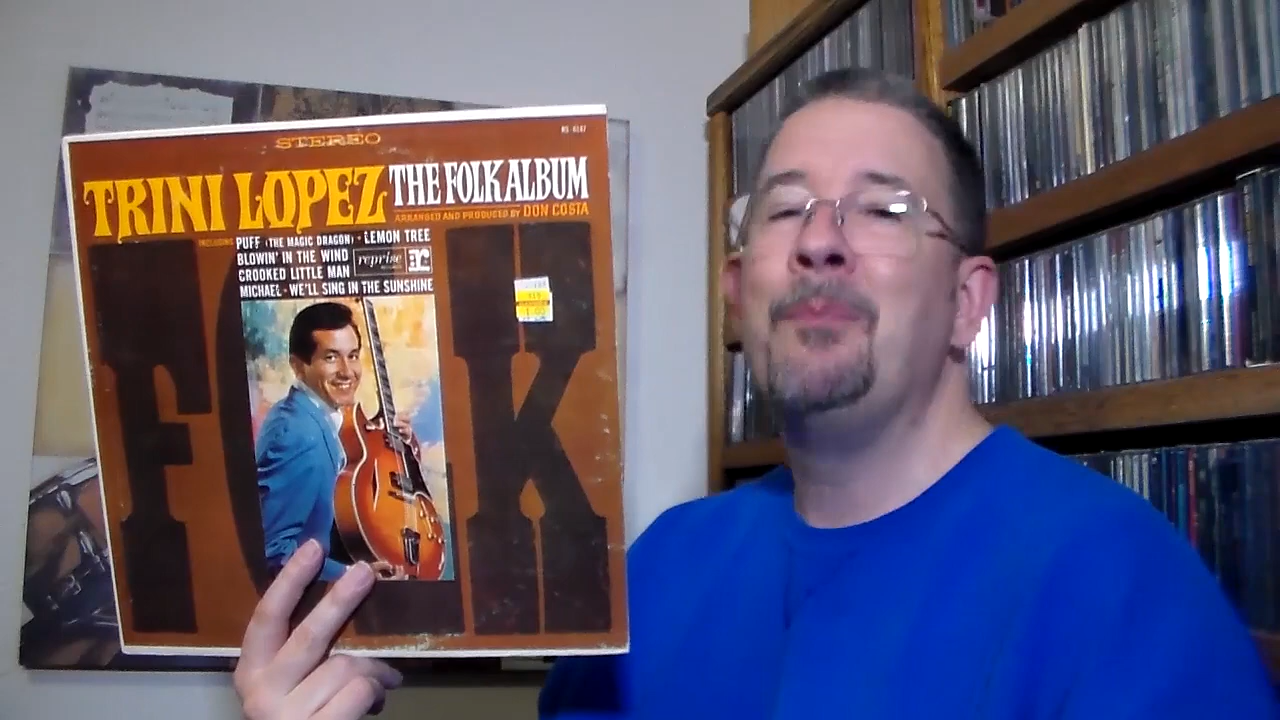 STEREO
RS 6147
TRINI LOPEZ THE FOLK ALBUM
ARRANGED AND PRODUCED BY DON COSTA
INCLUDING PUFF (THE MAGIC DRAGON) • LEMON TREE
BLOWIN' IN THE WIND
CROOKED LITTLE MAN
reprise
MICHAEL • WE'LL SING IN THE SUNSHINE
FOLK